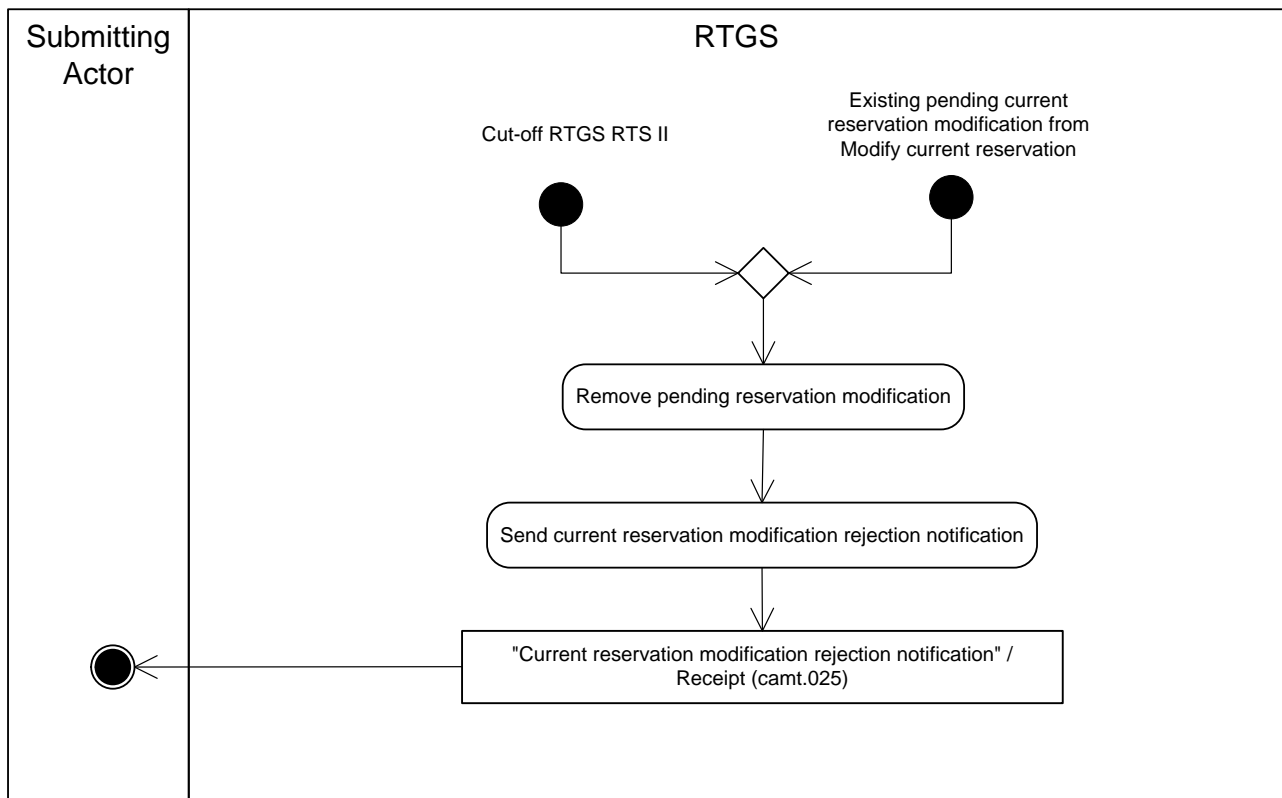 Submitting
Actor
RTGS
Cut-off RTGS RTS II
Existing pending current
reservation modification from
Modify current reservation
Remove pending reservation modification
Send current reservation modification rejection notification
"Current reservation modification rejection notification" /
Receipt (camt.025)